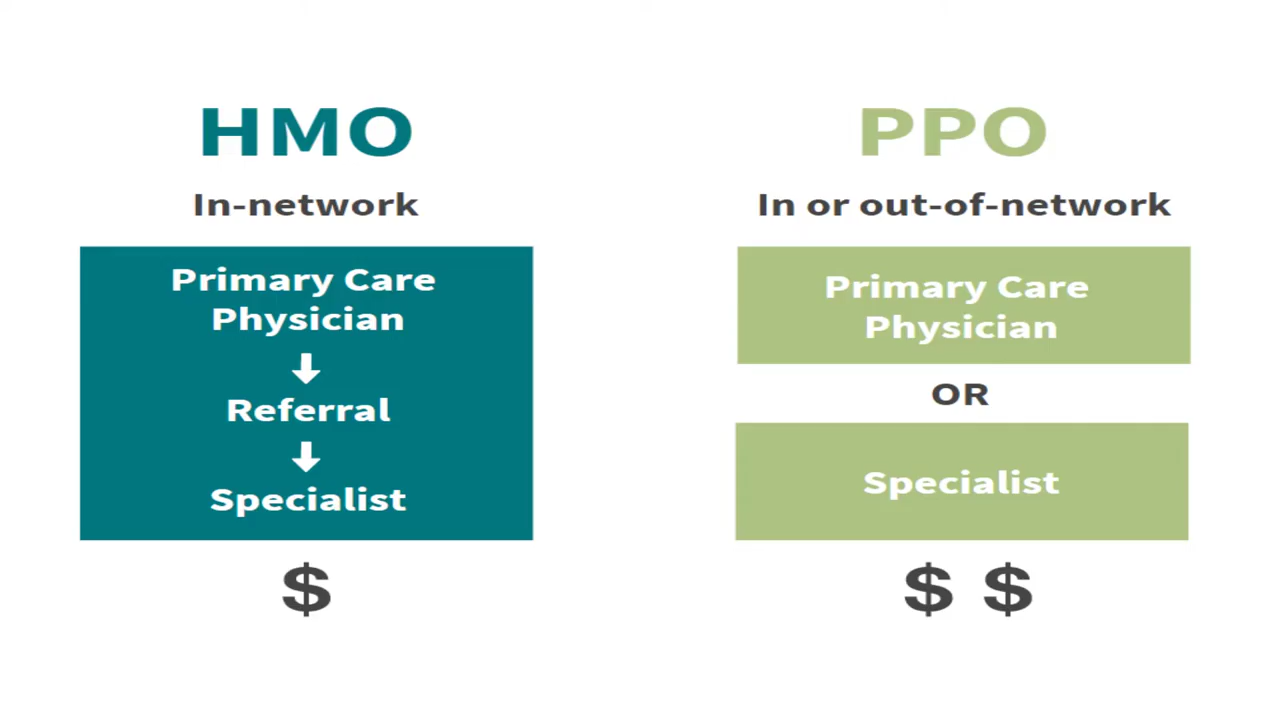 HMO
In-network
Primary Care
Physician
Referral
Specialist
$
PPO
In or out-of-network
Primary Care
Physician
OR
Specialist
$ $